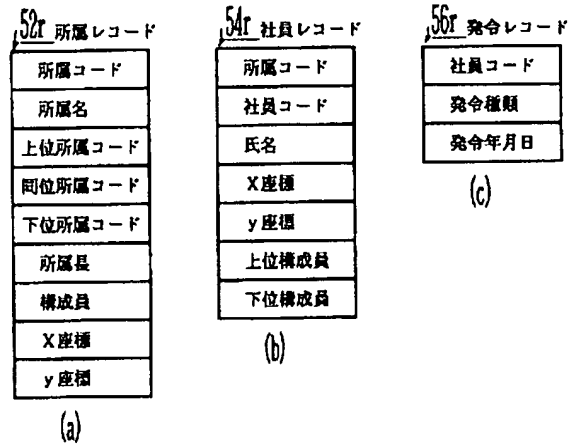 52r 所属レコード
所属コード
所属名
上位所属コード
同位所属コード
下位所属コード
所属長
構成員
X座標
y座標
(a)
54r 社員レコード
所属コード
社員コード
氏名
X座標
y座標
上位構成員
下位構成員
(b)
56r 発令レコード
社員コード
発令種類
発令年月日
(c)